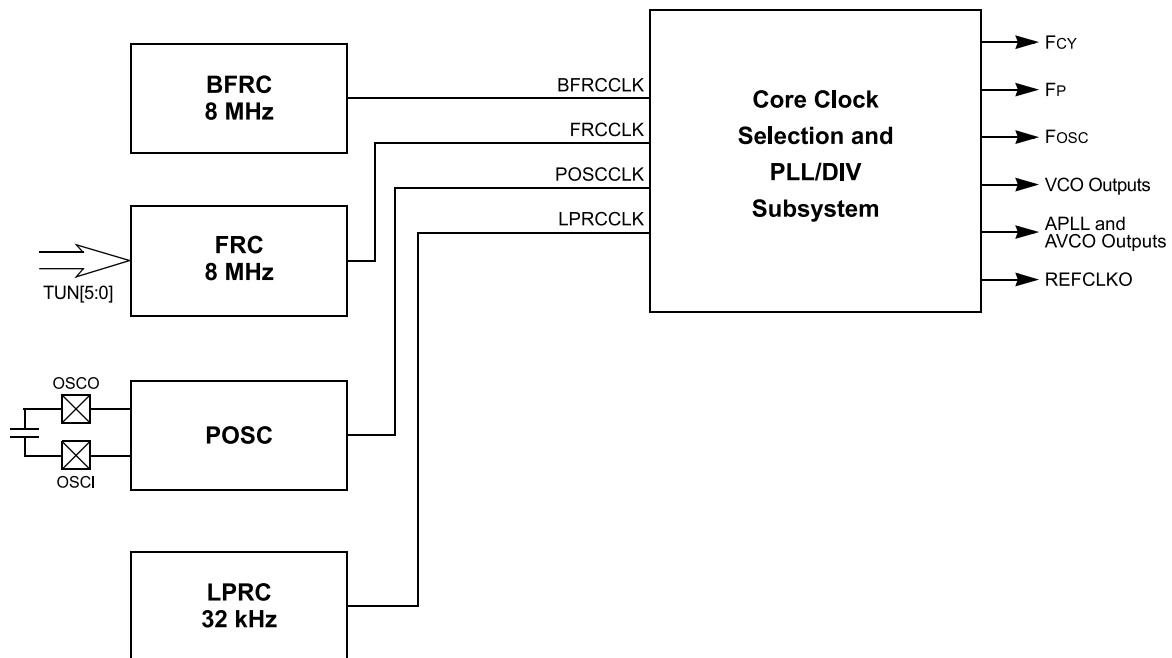 BFRC
8 MHz
FRC
8 MHz
TUN[5:0]
OSCO
OSCI
POSC
LPRC
32 kHz
BFRCCLK
FRCCLK
POSCCLK
LPRCCLK
Core Clock
Selection and
PLL/DIV
Subsystem
FCY
FP
FOSC
VCO Outputs
APLL and
AVCO Outputs
REFCLKO